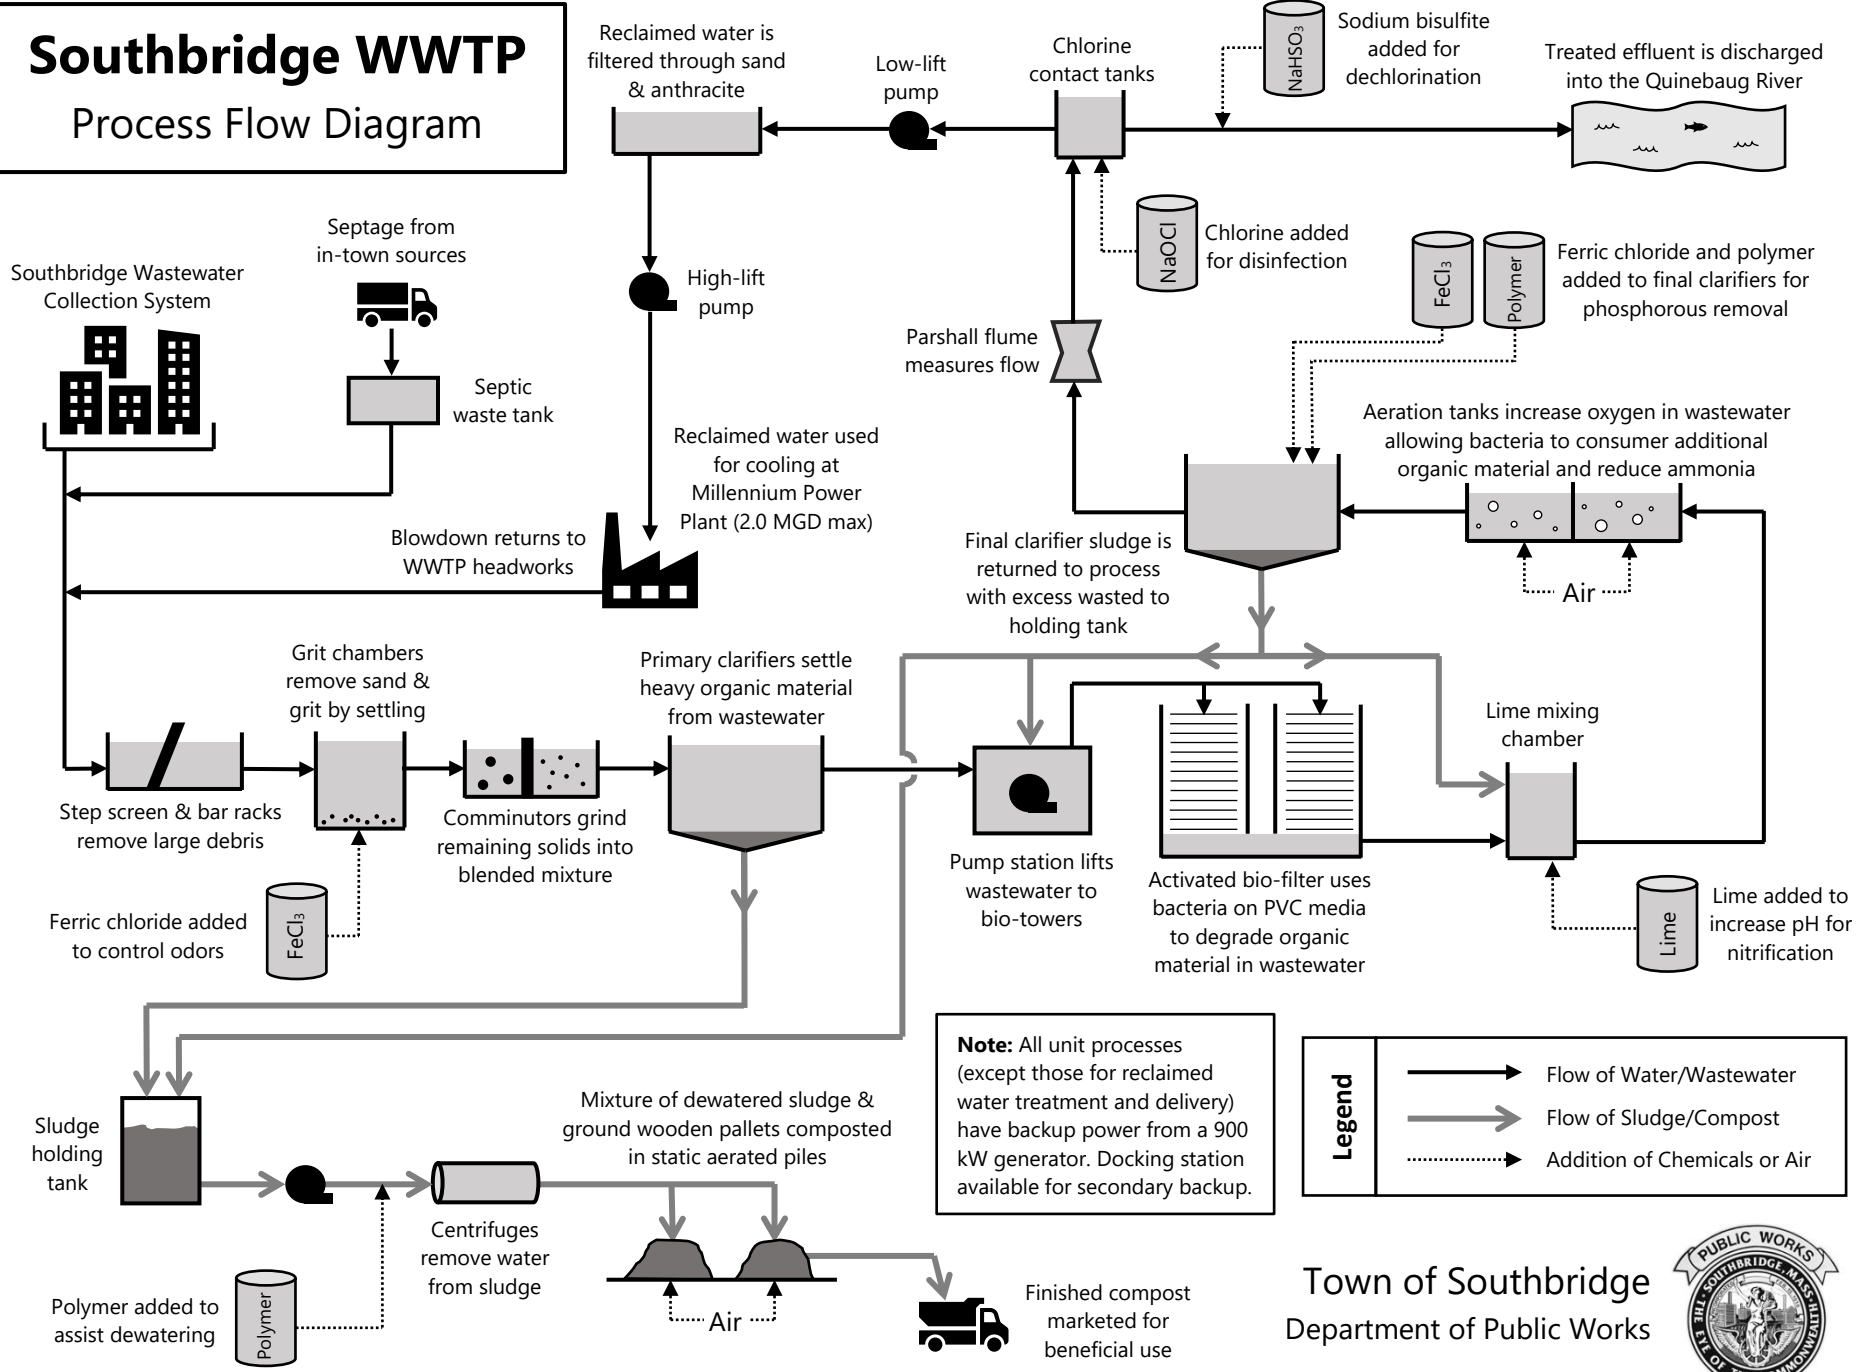 Southbridge WWTP
Process Flow Diagram
Reclaimed water is
filtered through sand
& anthracite
Low-lift
pump
Chlorine
contact tanks
NaHSO₃
Sodium bisulfite
added for
dechlorination
Treated effluent is discharged
into the Quinebaug River
Southbridge Wastewater
Collection System
Septage from
in-town sources
Septic
waste tank
High-lift
pump
NaOCl
Chlorine added
for disinfection
FeCl₃
Polymer
Ferric chloride and polymer
added to final clarifiers for
phosphorous removal
Parshall flume
measures flow
Reclaimed water used
for cooling at
Millennium Power
Plant (2.0 MGD max)
Blowdown returns to
WWTP headworks
Aeration tanks increase oxygen in wastewater
allowing bacteria to consumer additional
organic material and reduce ammonia
Air
Final clarifier sludge is
returned to process
with excess wasted to
holding tank
Grit chambers
remove sand &
grit by settling
Primary clarifiers settle
heavy organic material
from wastewater
Lime mixing
chamber
Step screen & bar racks
remove large debris
Comminutors grind
remaining solids into
blended mixture
Pump station lifts
wastewater to
bio-towers
Activated bio-filter uses
bacteria on PVC media
to degrade organic
material in wastewater
Lime
Lime added to
increase pH for
nitrification
Ferric chloride added
to control odors
FeCl₃
Note: All unit processes
(except those for reclaimed
water treatment and delivery)
have backup power from a 900
kW generator. Docking station
available for secondary backup.
Legend
Flow of Water/Wastewater
Flow of Sludge/Compost
Addition of Chemicals or Air
Sludge
holding
tank
Mixture of dewatered sludge &
ground wooden pallets composted
in static aerated piles
Centrifuges
remove water
from sludge
Polymer added to
assist dewatering
Polymer
Air
Finished compost
marketed for
beneficial use
Town of Southbridge
Department of Public Works
PUBLIC WORKS
SOUTHBRIDGE, MASS.
THE EYE OF
COMMONWEALTH